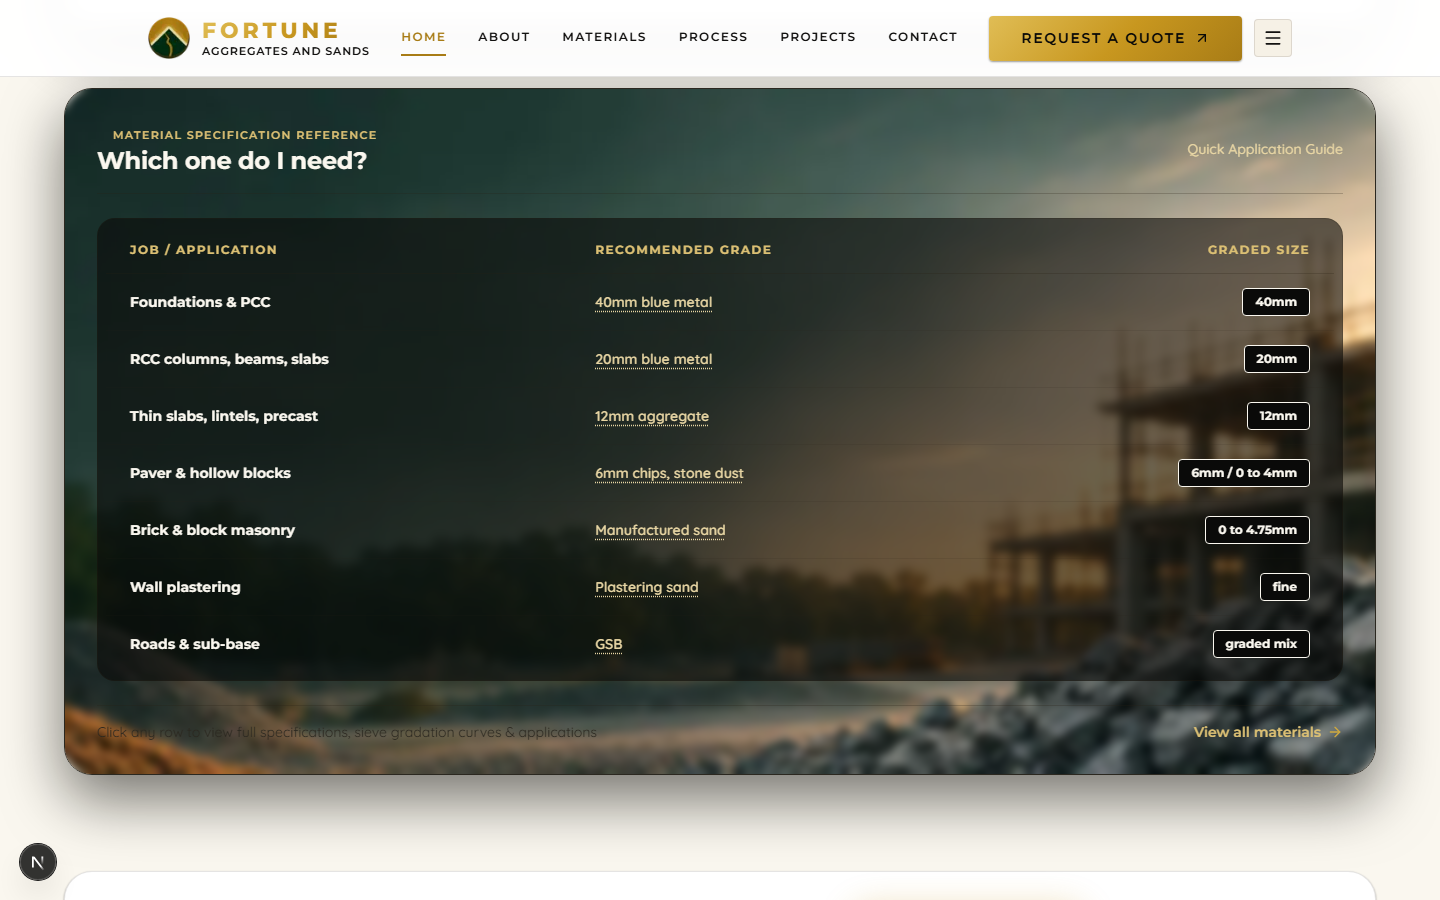 FORTUNE
AGGREGATES AND SANDS
HOME
ABOUT
MATERIALS
PROCESS
PROJECTS
CONTACT
REQUEST A QUOTE
MATERIAL SPECIFICATION REFERENCE
Which one do I need?
Quick Application Guide
JOB / APPLICATION
RECOMMENDED GRADE
GRADED SIZE
Foundations & PCC
40mm blue metal
40mm
RCC columns, beams, slabs
20mm blue metal
20mm
Thin slabs, lintels, precast
12mm aggregate
12mm
Paver & hollow blocks
6mm chips, stone dust
6mm / 0 to 4mm
Brick & block masonry
Manufactured sand
0 to 4.75mm
Wall plastering
Plastering sand
fine
Roads & sub-base
GSB
graded mix
Click any row to view full specifications, sieve gradation curves & applications
View all materials
N